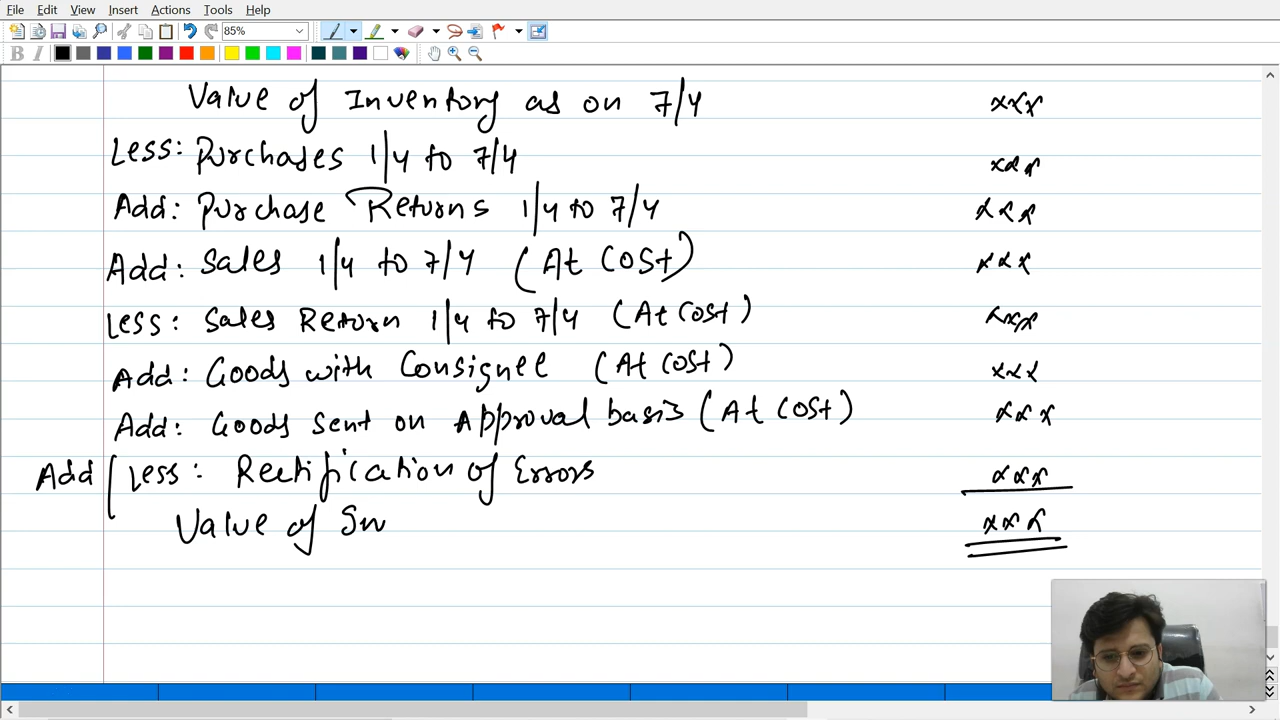 File Edit View Insert Actions Tools Help
85%
B I
Value of Inventory as on 7/4 xxx
Less: Purchases 1/4 to 7/4 xxx
Add: Purchase Returns 1/4 to 7/4 xxx
Add: Sales 1/4 to 7/4 (At Cost) xxx
Less: Sales Return 1/4 to 7/4 (At Cost) xxx
Add: Goods with Consignee (At Cost) xxx
Add: Goods Sent on Approval basis (At Cost) xxx
Add/Less: Rectification of Errors xxx
Value of xxx